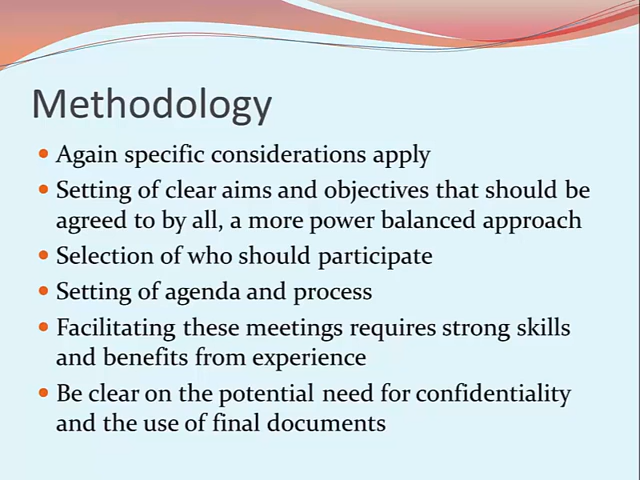 Methodology
Again specific considerations apply
Setting of clear aims and objectives that should be
agreed to by all, a more power balanced approach
Selection of who should participate
Setting of agenda and process
Facilitating these meetings requires strong skills
and benefits from experience
Be clear on the potential need for confidentiality
and the use of final documents